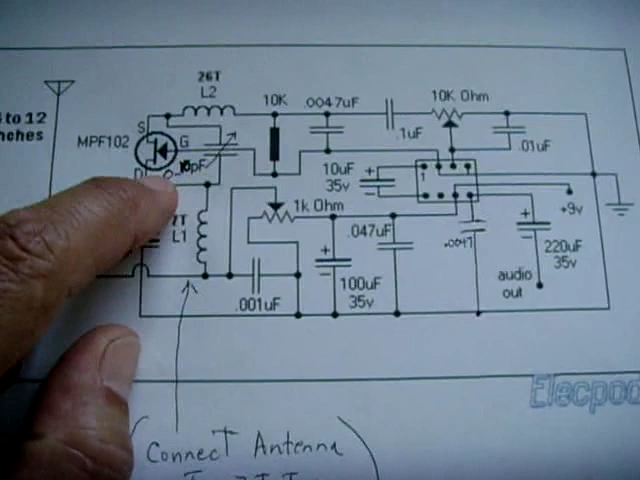 26T
L2
to 12
nches
10K
.0047uF
10K Ohm
S
MPF102
G
D
.1uF
.01uF
10uF
35v
1
1k Ohm
L1
.047uF
.0047
+9v
220uF
35v
audio
out
.001uF
100uF
35v
Elecpod
(Connect Antenna